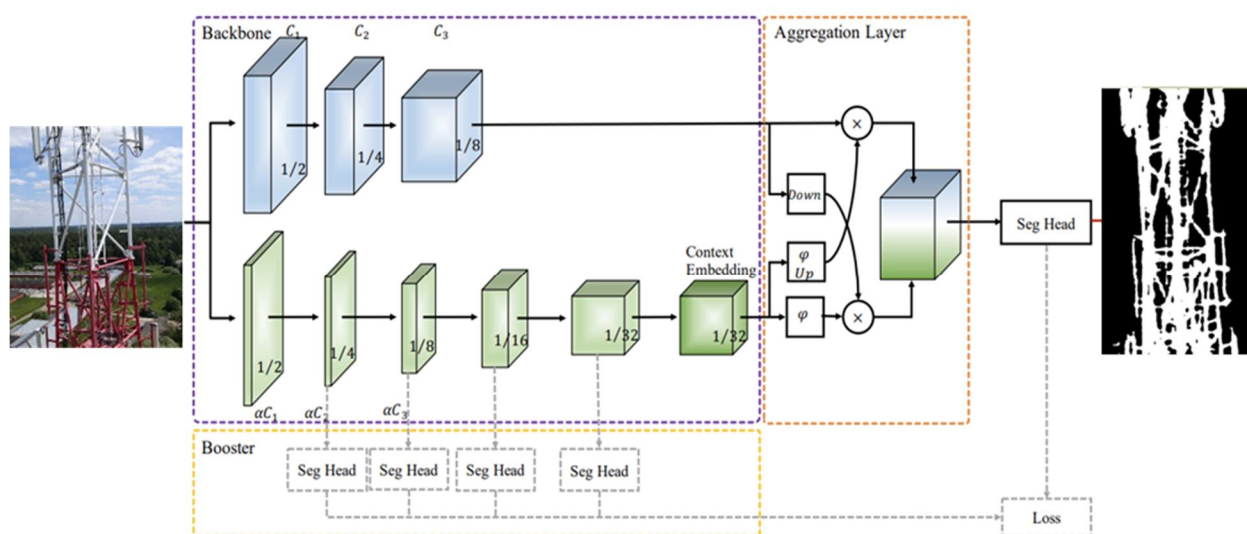 Backbone
C₁
C₂
C₃
Aggregation Layer
1/2
1/4
1/8
×
Down
φ
Up
Seg Head
Context
Embedding
1/2
1/4
1/8
1/16
1/32
1/32
φ
×
αC₁
αC₂
αC₃
Booster
Seg Head
Seg Head
Seg Head
Seg Head
Loss